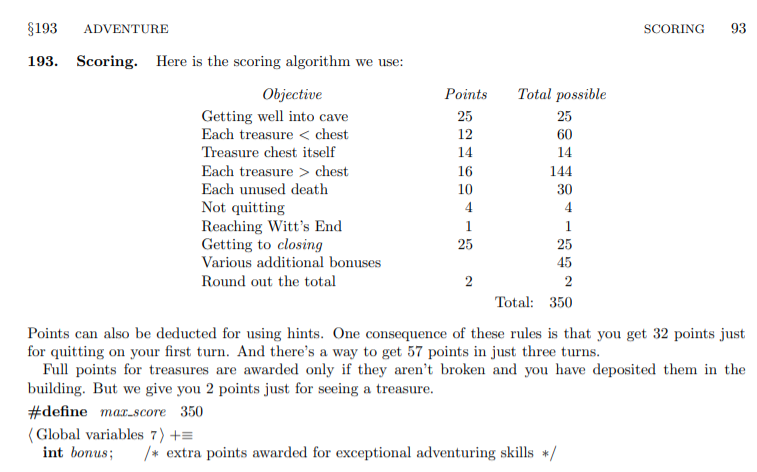 §193 ADVENTURE SCORING 93
193. Scoring. Here is the scoring algorithm we use:
Objective Points Total possible
Getting well into cave 25 25
Each treasure < chest 12 60
Treasure chest itself 14 14
Each treasure > chest 16 144
Each unused death 10 30
Not quitting 4 4
Reaching Witt's End 1 1
Getting to closing 25 25
Various additional bonuses 45
Round out the total 2 2
Total: 350
Points can also be deducted for using hints. One consequence of these rules is that you get 32 points just
for quitting on your first turn. And there's a way to get 57 points in just three turns.
Full points for treasures are awarded only if they aren't broken and you have deposited them in the
building. But we give you 2 points just for seeing a treasure.
#define max_score 350
⟨Global variables 7⟩ +≡
int bonus; /* extra points awarded for exceptional adventuring skills */